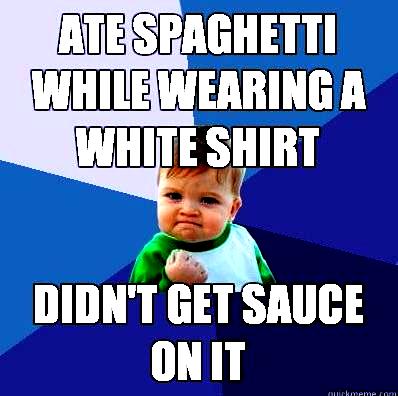 ATE SPAGHETTI
WHILE WEARING A
WHITE SHIRT
DIDN'T GET SAUCE
ON IT
quickmeme.com